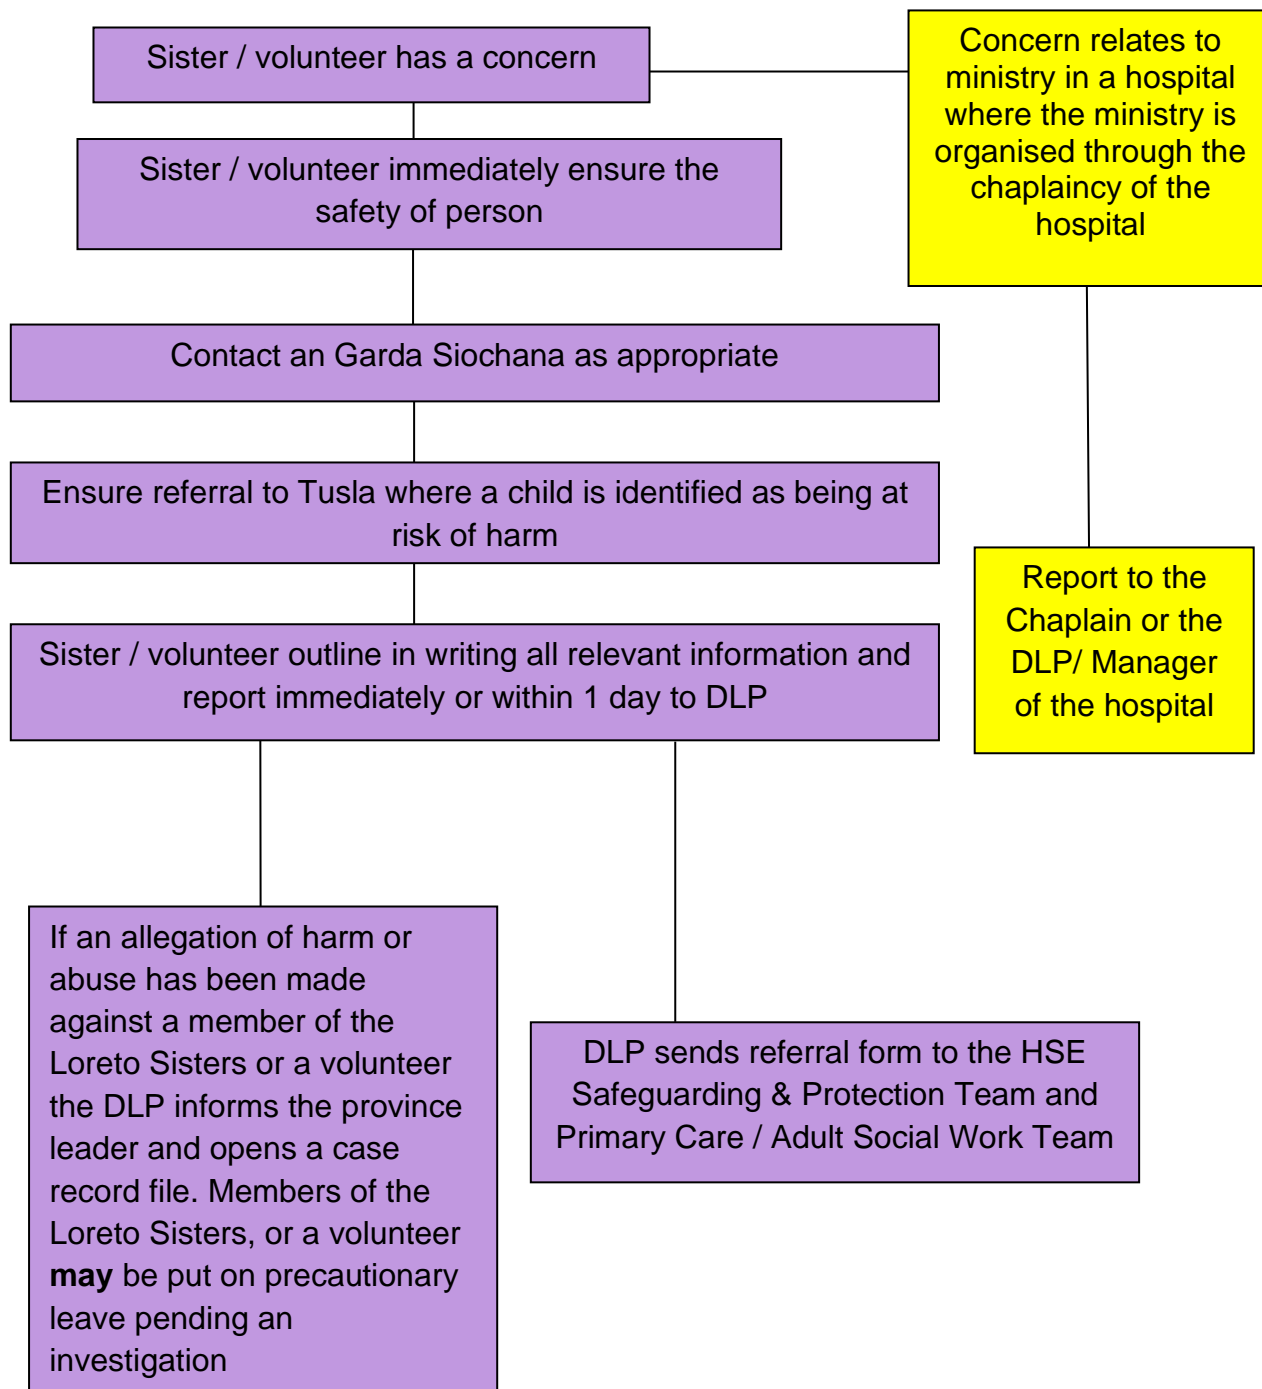 Sister / volunteer has a concern
Concern relates to
ministry in a hospital
where the ministry is
organised through the
chaplaincy of the
hospital
Sister / volunteer immediately ensure the
safety of person
Contact an Garda Siochana as appropriate
Ensure referral to Tusla where a child is identified as being at
risk of harm
Report to the
Chaplain or the
DLP/ Manager
of the hospital
Sister / volunteer outline in writing all relevant information and
report immediately or within 1 day to DLP
If an allegation of harm or
abuse has been made
against a member of the
Loreto Sisters or a volunteer
the DLP informs the province
leader and opens a case
record file. Members of the
Loreto Sisters, or a volunteer
may be put on precautionary
leave pending an
investigation
DLP sends referral form to the HSE
Safeguarding & Protection Team and
Primary Care / Adult Social Work Team